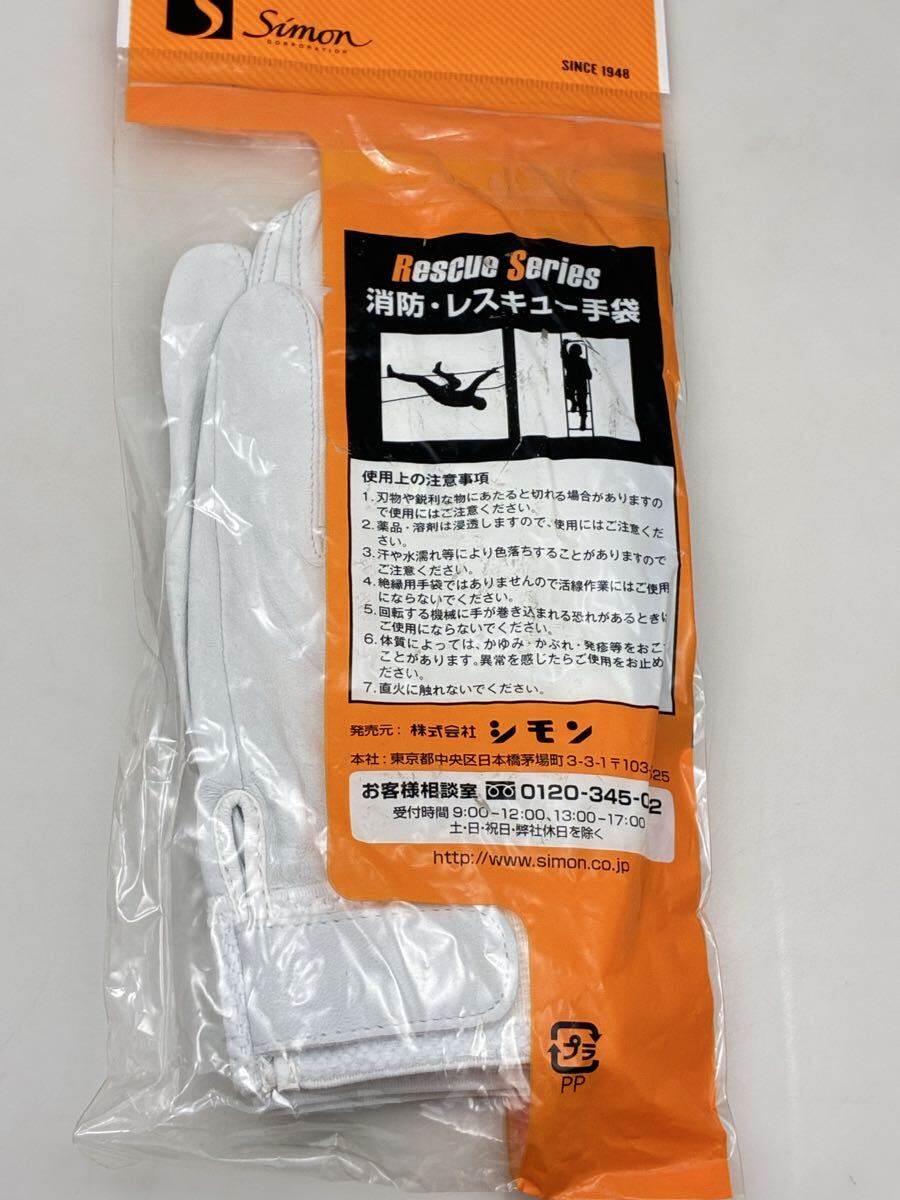 S Simon
CORPORATION
SINCE 1948
Rescue Series
消防・レスキュー手袋
使用上の注意事項
1. 刃物や鋭利な物にあたると切れる場合がありますの
で使用にはご注意ください。
2. 薬品・溶剤は浸透しますので、使用にはご注意くだ
さい。
3. 汗や水濡れ等により色落ちすることがありますので
ご注意ください。
4. 絶縁用手袋ではありませんので活線作業にはご使用
にならないでください。
5. 回転する機械に手が巻き込まれる恐れがあるときに
ご使用にならないでください。
6. 体質によっては、かゆみ・かぶれ・発疹等をおこ
ことがあります。異常を感じたらご使用をお止め
ださい。
7. 直火に触れないでください。
発売元: 株式会社 シモン
本社: 東京都中央区日本橋茅場町3-3-1〒103- 25
お客様相談室 0120-345-0 2
受付時間 9:00-12:00、13:00-17:00
土・日・祝日・弊社休日を除く
http://www.simon.co.jp
プラ
PP